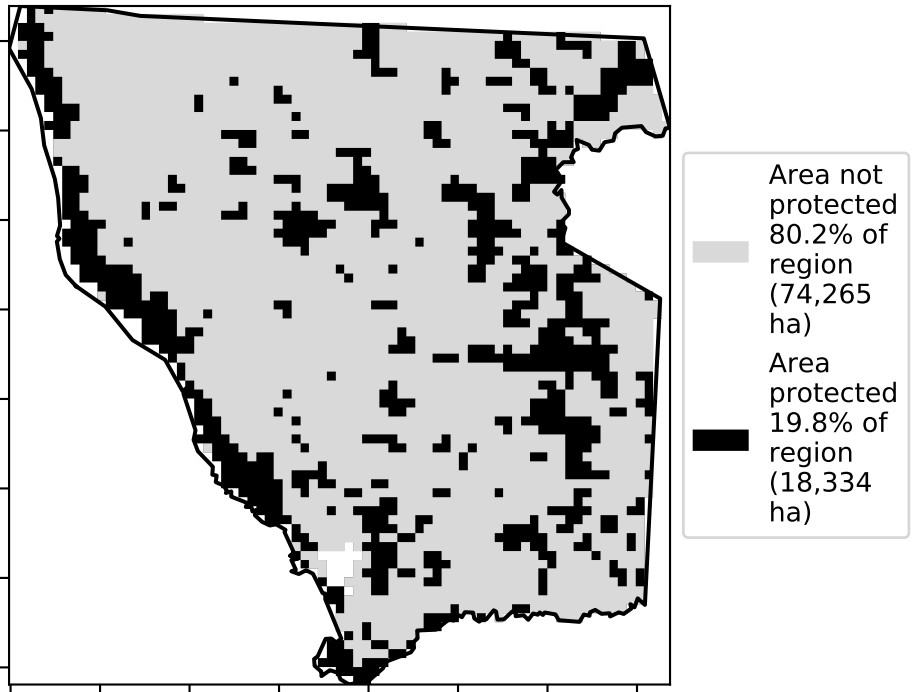 Area not
protected
80.2% of
region
(74,265
ha)
Area
protected
19.8% of
region
(18,334
ha)